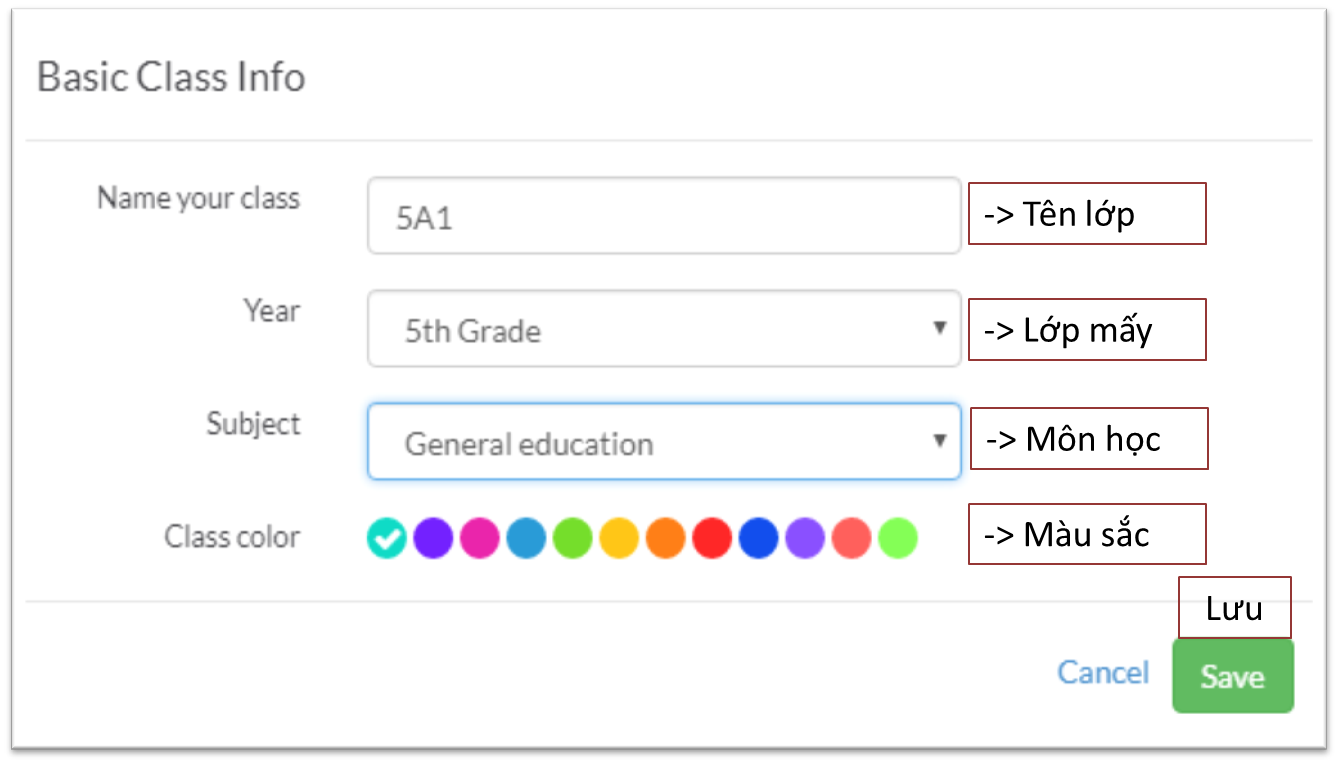 Basic Class Info
Name your class 5A1 -> Tên lớp
Year 5th Grade -> Lớp mấy
Subject General education -> Môn học
Class color -> Màu sắc
Lưu
Cancel Save